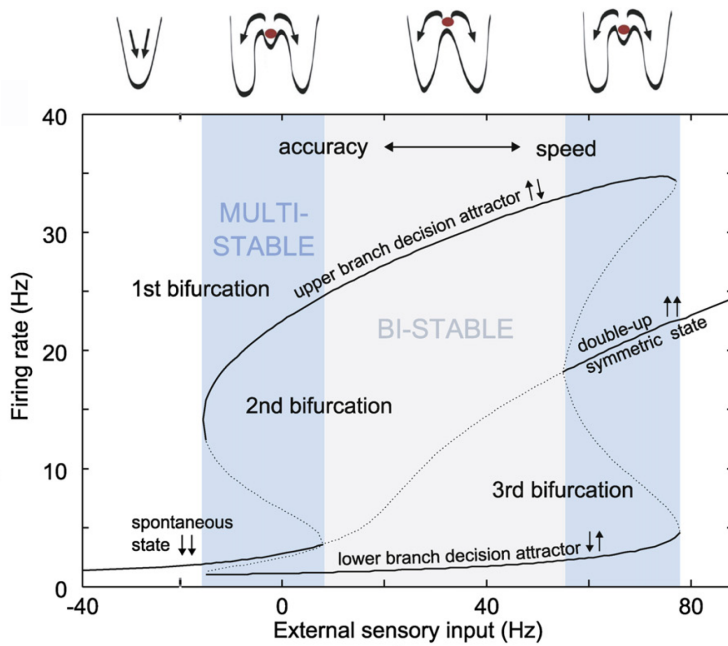 40
30
20
10
0
Firing rate (Hz)
accuracy
speed
MULTI-
STABLE
upper branch decision attractor
1st bifurcation
BI-STABLE
double-up
symmetric state
2nd bifurcation
3rd bifurcation
spontaneous
state
lower branch decision attractor
-40
0
40
80
External sensory input (Hz)